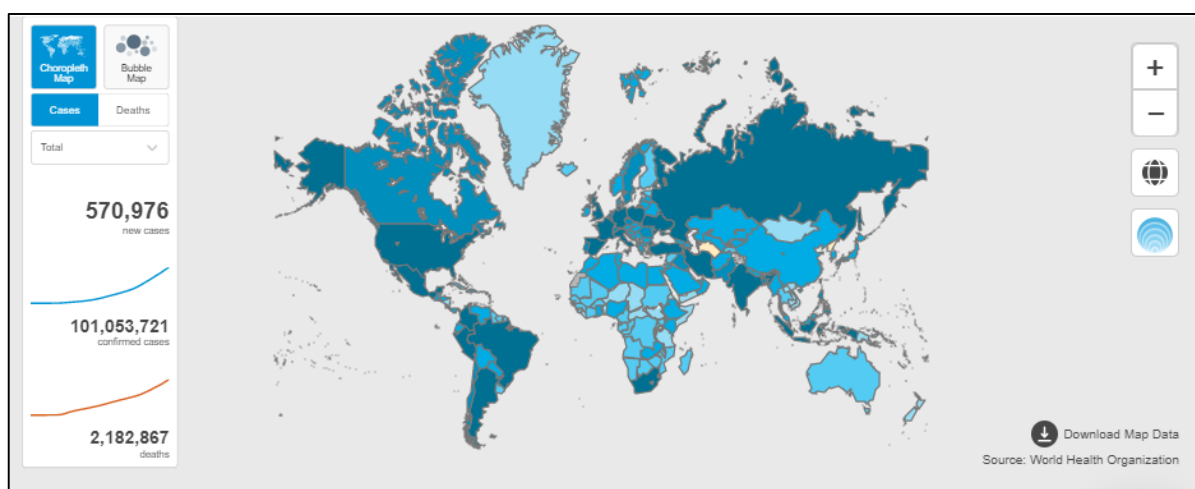 Choropleth
Map
Bubble
Map
Cases
Deaths
Total
570,976
new cases
101,053,721
confirmed cases
2,182,867
deaths
+
−
Download Map Data
Source: World Health Organization